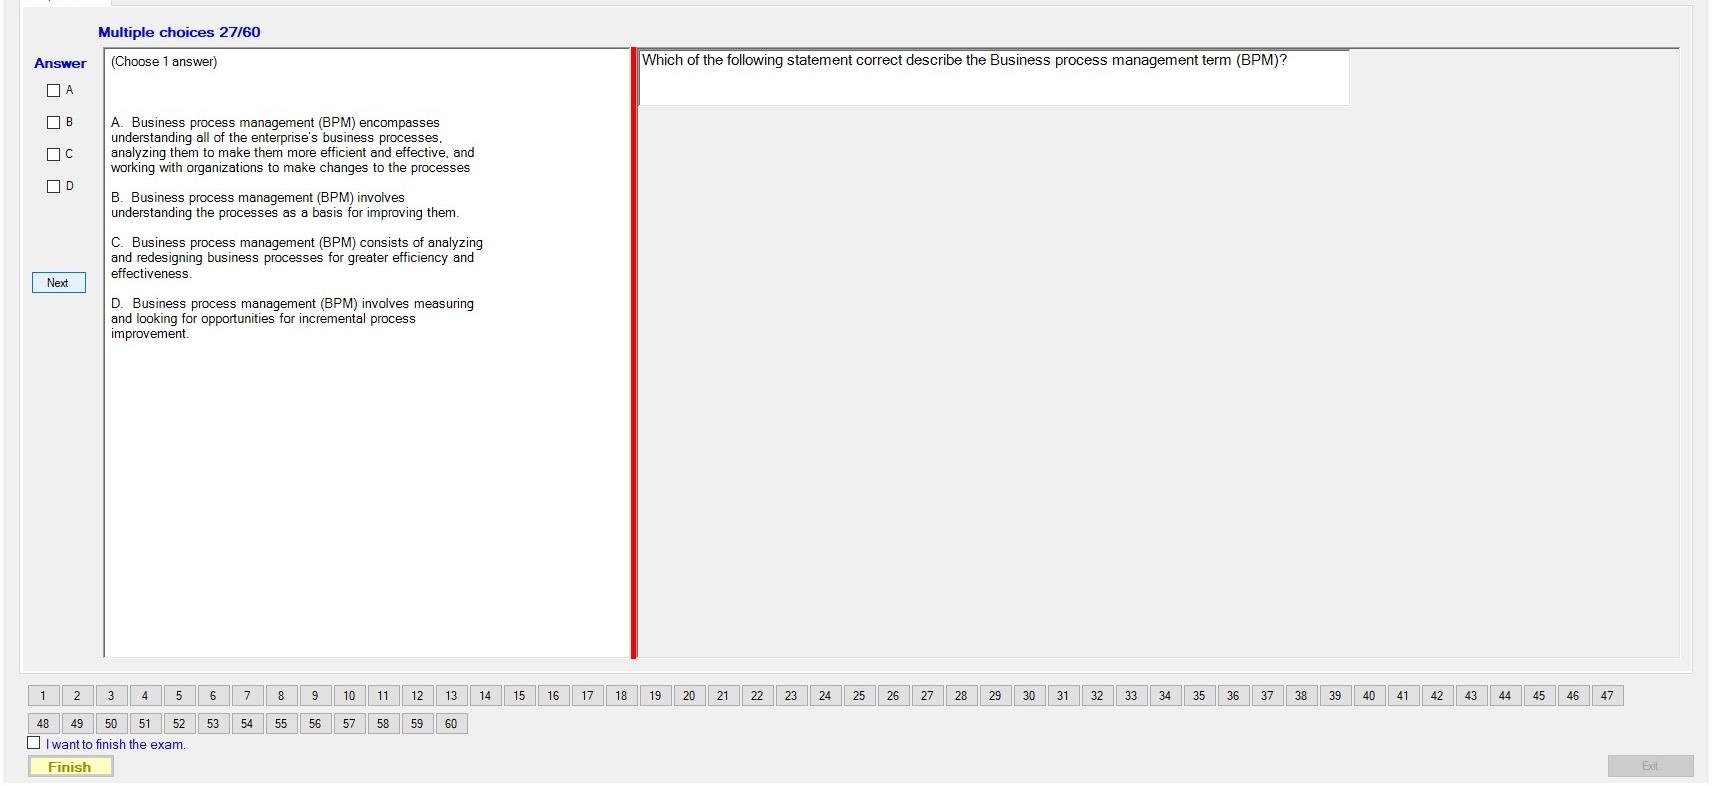 Multiple choices 27/60
Answer
(Choose 1 answer)
Which of the following statement correct describe the Business process management term (BPM)?
A
B
C
D
A. Business process management (BPM) encompasses
understanding all of the enterprise's business processes,
analyzing them to make them more efficient and effective, and
working with organizations to make changes to the processes
B. Business process management (BPM) involves
understanding the processes as a basis for improving them.
C. Business process management (BPM) consists of analyzing
and redesigning business processes for greater efficiency and
effectiveness.
D. Business process management (BPM) involves measuring
and looking for opportunities for incremental process
improvement.
Next
1 2 3 4 5 6 7 8 9 10 11 12 13 14 15 16 17 18 19 20 21 22 23 24 25 26 27 28 29 30 31 32 33 34 35 36 37 38 39 40 41 42 43 44 45 46 47
48 49 50 51 52 53 54 55 56 57 58 59 60
I want to finish the exam.
Finish
Exit